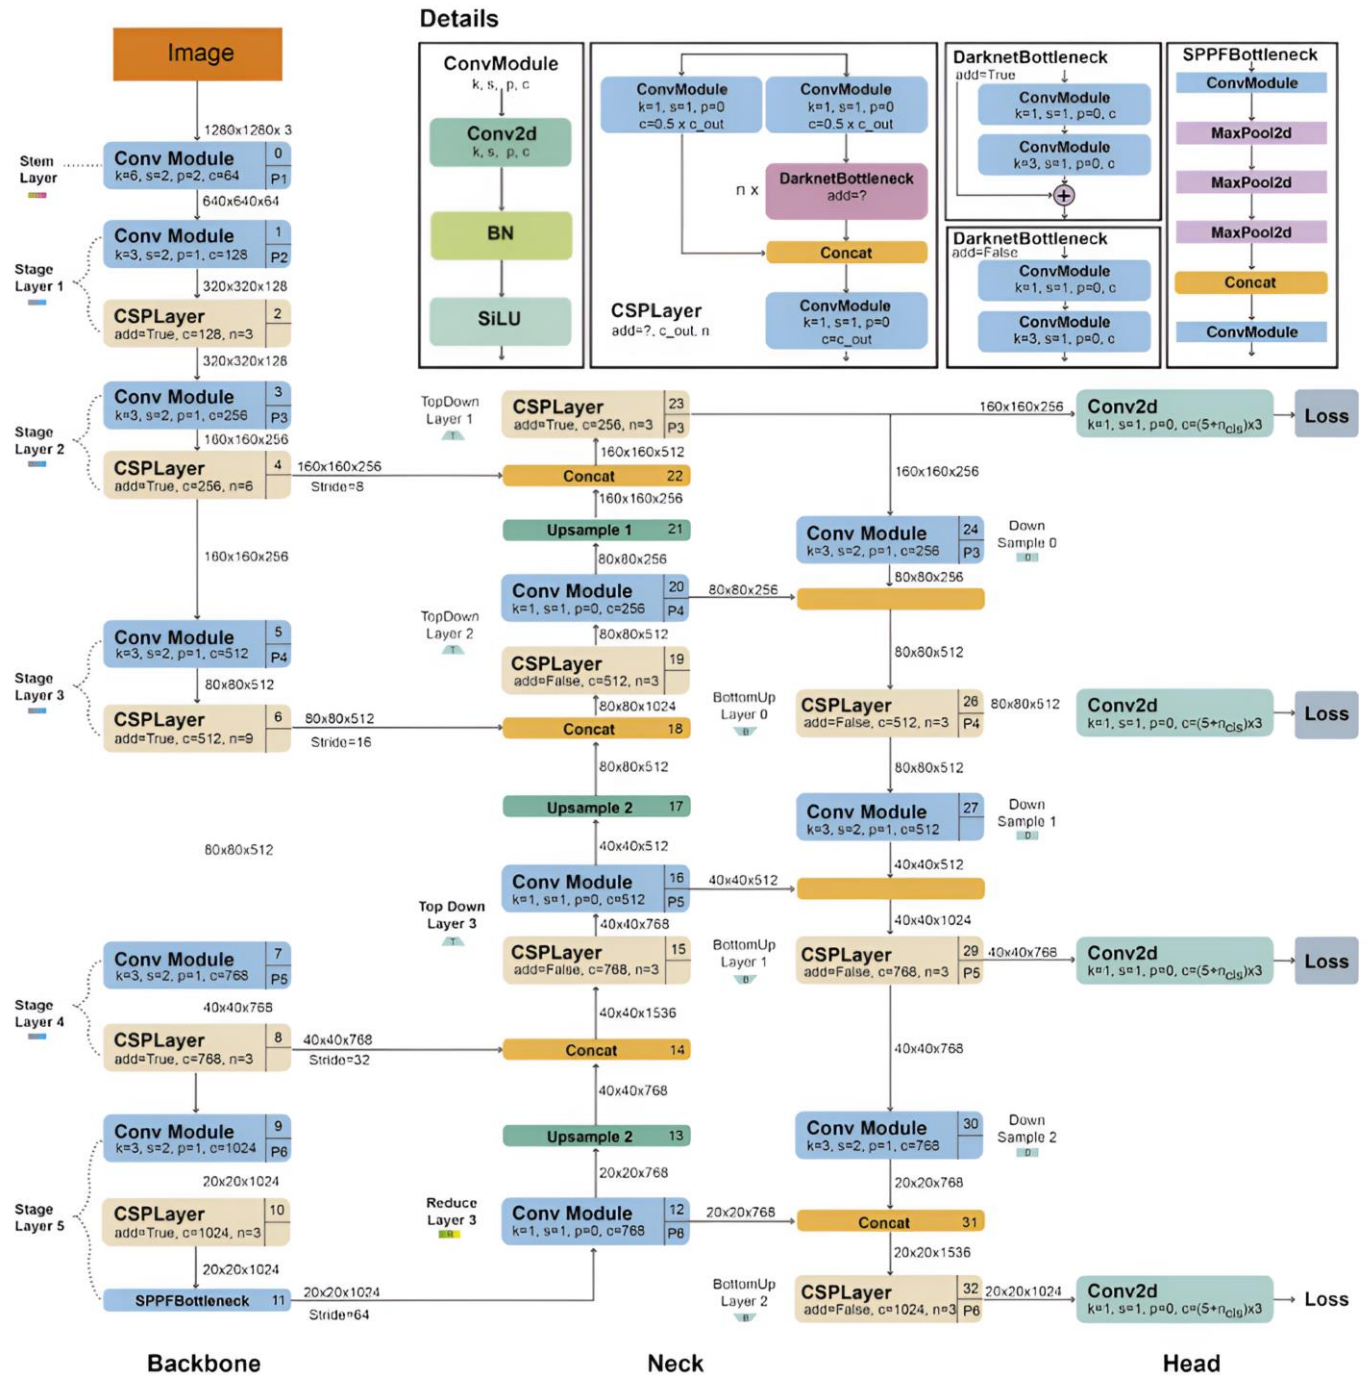 Details
Image
1280x1280x 3
Stem
Layer
Conv Module
k=6, s=2, p=2, c=64
0
P1
640x640x64
Stage
Layer 1
Conv Module
k=3, s=2, p=1, c=128
1
P2
320x320x128
CSPLayer
add=True, c=128, n=3
2
320x320x128
Stage
Layer 2
Conv Module
k=3, s=2, p=1, c=256
3
P3
160x160x256
CSPLayer
add=True, c=256, n=6
4
160x160x256
Stride=8
160x160x256
Stage
Layer 3
Conv Module
k=3, s=2, p=1, c=512
5
P4
80x80x512
CSPLayer
add=True, c=512, n=9
6
80x80x512
Stride=16
80x80x512
Stage
Layer 4
Conv Module
k=3, s=2, p=1, c=768
7
P5
40x40x768
CSPLayer
add=True, c=768, n=3
8
40x40x768
Stride=32
Stage
Layer 5
Conv Module
k=3, s=2, p=1, c=1024
9
P6
20x20x1024
CSPLayer
add=True, c=1024, n=3
10
20x20x1024
SPPFBottleneck 11
20x20x1024
Stride=64
Backbone
ConvModule
k, s, p, c
Conv2d
k, s, p, c
BN
SiLU
ConvModule
k=1, s=1, p=0
c=0.5 x c_out
ConvModule
k=1, s=1, p=0
c=0.5 x c_out
n x
DarknetBottleneck
add=?
Concat
CSPLayer
add=?, c_out, n
ConvModule
k=1, s=1, p=0
c=c_out
DarknetBottleneck
add=True
ConvModule
k=1, s=1, p=0, c
ConvModule
k=3, s=1, p=0, c
+
DarknetBottleneck
add=False
ConvModule
k=1, s=1, p=0, c
ConvModule
k=3, s=1, p=0, c
SPPFBottleneck
ConvModule
MaxPool2d
MaxPool2d
MaxPool2d
Concat
ConvModule
TopDown
Layer 1
T
CSPLayer
add=True, c=256, n=3
23
P3
160x160x512
Concat 22
160x160x256
Upsample 1 21
80x80x256
Conv Module
k=1, s=1, p=0, c=256
20
P4
80x80x256
TopDown
Layer 2
T
80x80x512
CSPLayer
add=False, c=512, n=3
19
80x80x1024
Concat 18
80x80x512
Upsample 2 17
40x40x512
Conv Module
k=1, s=1, p=0, c=512
16
P5
40x40x512
Top Down
Layer 3
T
40x40x768
CSPLayer
add=False, c=768, n=3
15
40x40x1536
Concat 14
40x40x768
Upsample 2 13
20x20x768
Reduce
Layer 3
R
Conv Module
k=1, s=1, p=0, c=768
12
P6
20x20x768
Neck
160x160x256
Conv2d
k=1, s=1, p=0, c=(5+ncls)x3
Loss
160x160x256
Conv Module
k=3, s=2, p=1, c=256
24
P3
Down
Sample 0
D
80x80x256
80x80x512
BottomUp
Layer 0
B
CSPLayer
add=False, c=512, n=3
26
P4
80x80x512
Conv2d
k=1, s=1, p=0, c=(5+ncls)x3
Loss
80x80x512
Conv Module
k=3, s=2, p=1, c=512
27
Down
Sample 1
D
40x40x512
40x40x1024
BottomUp
Layer 1
B
CSPLayer
add=False, c=768, n=3
29
P5
40x40x768
Conv2d
k=1, s=1, p=0, c=(5+ncls)x3
Loss
40x40x768
Conv Module
k=3, s=2, p=1, c=768
30
Down
Sample 2
D
20x20x768
Concat 31
20x20x1536
BottomUp
Layer 2
B
CSPLayer
add=False, c=1024, n=3
32
P6
20x20x1024
Conv2d
k=1, s=1, p=0, c=(5+ncls)x3
Loss
Head